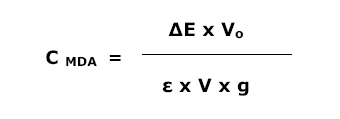 ΔE x Vₒ
C MDA =
ε x V x g